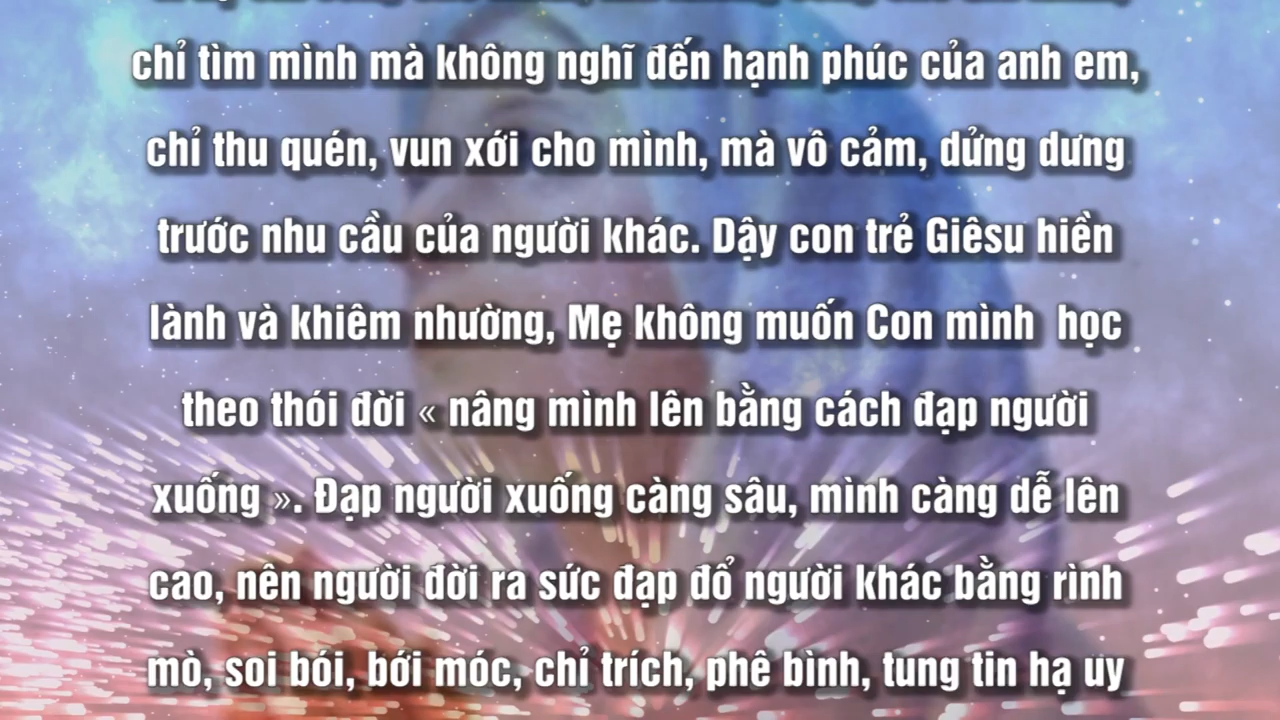 chỉ tìm mình mà không nghĩ đến hạnh phúc của anh em,
chỉ thu quén, vun xới cho mình, mà vô cảm, dửng dưng
trước nhu cầu của người khác. Dậy con trẻ Giêsu hiền
lành và khiêm nhường, Mẹ không muốn Con mình  học
theo thói đời « nâng mình lên bằng cách đạp người
xuống ». Đạp người xuống càng sâu, mình càng dễ lên
cao, nên người đời ra sức đạp đổ người khác bằng rình
mò, soi bói, bới móc, chỉ trích, phê bình, tung tin hạ uy